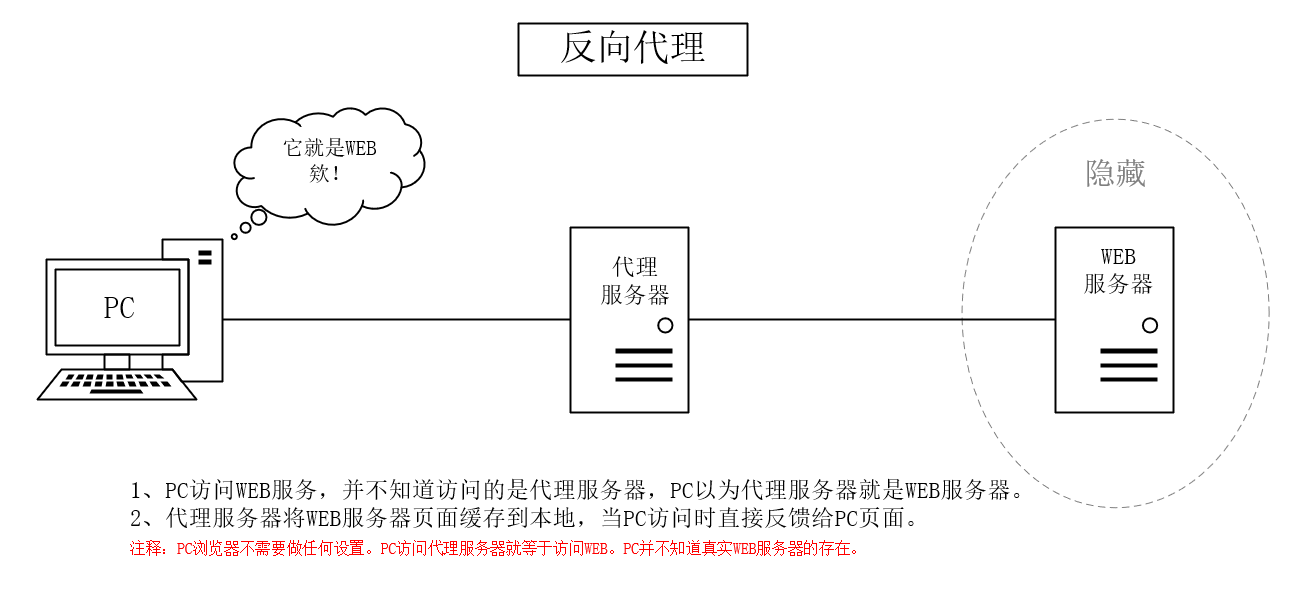 反向代理
它就是WEB
欸!
隐藏
PC
代理
服务器
WEB
服务器
1、PC访问WEB服务，并不知道访问的是代理服务器，PC以为代理服务器就是WEB服务器。
2、代理服务器将WEB服务器页面缓存到本地，当PC访问时直接反馈给PC页面。
注释：PC浏览器不需要做任何设置。PC访问代理服务器就等于访问WEB。PC并不知道真实WEB服务器的存在。